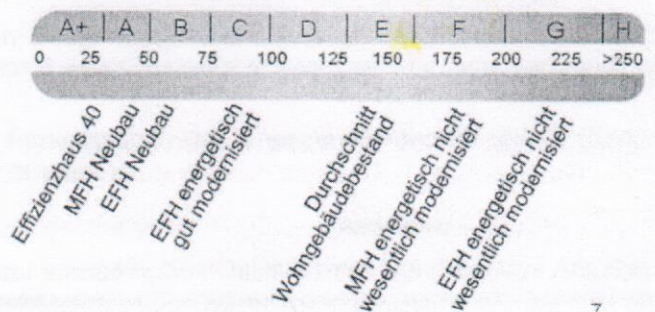 A+ A B C D E F G H
0 25 50 75 100 125 150 175 200 225 >250
Effizienzhaus 40
MFH Neubau
EFH Neubau
EFH energetisch
gut modernisiert
Durchschnitt
Wohngebäudebestand
MFH energetisch nicht
wesentlich modernisiert
EFH energetisch nicht
wesentlich modernisiert